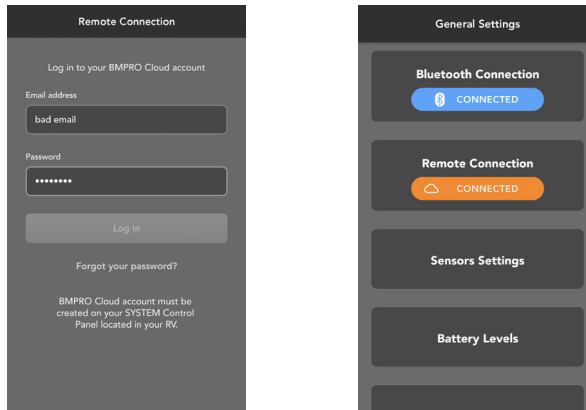 Remote Connection
Log in to your BMPRO Cloud account
Email address
bad email
Password
••••••••
Log In
Forgot your password?
BMPRO Cloud account must be
created on your SYSTEM Control
Panel located in your RV.
General Settings
Bluetooth Connection
CONNECTED
Remote Connection
CONNECTED
Sensors Settings
Battery Levels